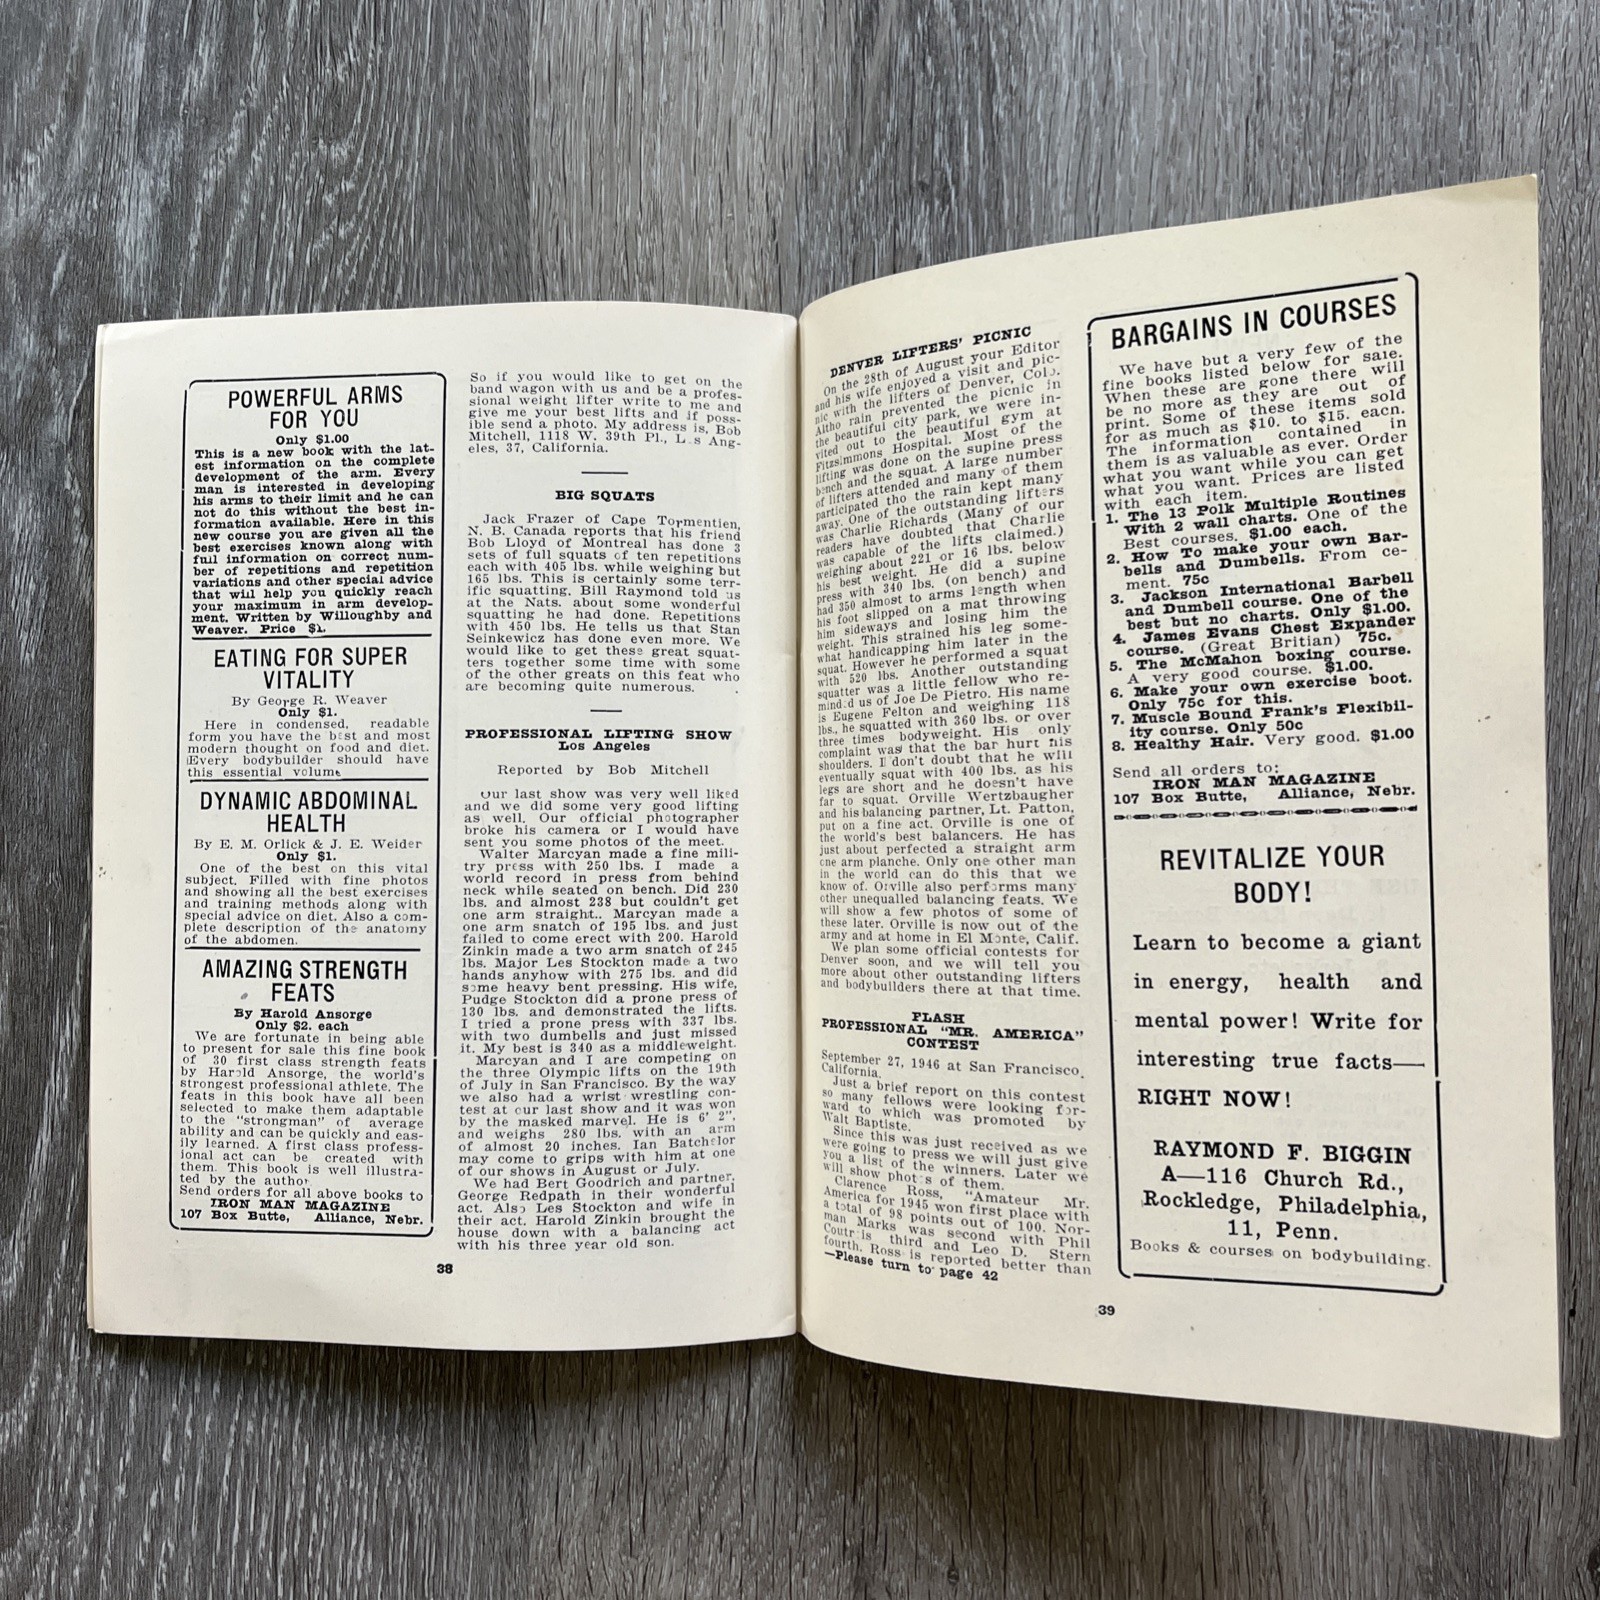 POWERFUL ARMS
FOR YOU
Only $1.00
This is a new book with the lat-
est information on the complete
development of the arm. Every
man is interested in developing
his arms to their limit and he can
not do this without the best in-
formation available. Here in this
new course you are given all the
best exercises known along with
full information on correct num-
ber of repetitions and repetition
variations and other special advice
that will help you quickly reach
your maximum in arm develop-
ment. Written by Willoughby and
Weaver. Price $1.
EATING FOR SUPER
VITALITY
By George R. Weaver
Only $1.
Here in condensed, readable
form you have the best and most
modern thought on food and diet.
Every bodybuilder should have
this essential volume
DYNAMIC ABDOMINAL
HEALTH
By E. M. Orlick & J. E. Weider
Only $1.
One of the best on this vital
subject. Filled with fine photos
and showing all the best exercises
and training methods along with
special advice on diet. Also a com-
plete description of the anatomy
of the abdomen.
AMAZING STRENGTH
FEATS
By Harold Ansorge
Only $2. each
We are fortunate in being able
to present for sale this fine book
of 30 first class strength feats
by Harold Ansorge, the world's
strongest professional athlete. The
feats in this book have all been
selected to make them adaptable
to the "strongman" of average
ability and can be quickly and eas-
ily learned. A first class profess-
ional act can be created with
them. This book is well illustra-
ted by the author
Send orders for all above books to
IRON MAN MAGAZINE
107 Box Butte, Alliance, Nebr.
So if you would like to get on the
band wagon with us and be a profes-
sional weight lifter write to me and
give me your best lifts and if poss-
ible send a photo. My address is, Bob
Mitchell, 1118 W. 39th Pl., L s Ang-
eles, 37, California.
BIG SQUATS
Jack Frazer of Cape Tormentien,
N. B. Canada reports that his friend
Bob Lloyd of Montreal has done 3
sets of full squats of ten repetitions
each with 405 lbs. while weighing but
165 lbs. This is certainly some terr-
ific squatting. Bill Raymond told us
at the Nats. about some wonderful
squatting he had done. Repetitions
with 450 lbs. He tells us that Stan
Seinkewicz has done even more. We
would like to get these great squat-
ters together some time with some
of the other greats on this feat who
are becoming quite numerous.
PROFESSIONAL LIFTING SHOW
Los Angeles
Reported by Bob Mitchell
Our last show was very well liked
and we did some very good lifting
as well. Our official photographer
broke his camera or I would have
sent you some photos of the meet.
Walter Marcyan made a fine mili-
try press with 250 lbs. I made a
world record in press from behind
neck while seated on bench. Did 230
lbs. and almost 238 but couldn't get
one arm straight.. Marcyan made a
one arm snatch of 195 lbs. and just
failed to come erect with 200. Harold
Zinkin made a two arm snatch of 245
lbs. Major Les Stockton made a two
hands anyhow with 275 lbs. and did
some heavy bent pressing. His wife,
Pudge Stockton did a prone press of
130 lbs. and demonstrated the lifts.
I tried a prone press with 337 lbs.
with two dumbells and just missed
it. My best is 340 as a middleweight.
Marcyan and I are competing on
the three Olympic lifts on the 19th
of July in San Francisco. By the way
we also had a wrist wrestling con-
test at our last show and it was won
by the masked marvel. He is 6' 2",
and weighs 280 lbs. with an arm
of almost 20 inches. Ian Batchelor
may come to grips with him at one
of our shows in August or July.
We had Bert Goodrich and partner,
George Redpath in their wonderful
act. Also Les Stockton and wife in
their act. Harold Zinkin brought the
house down with a balancing act
with his three year old son.
38
DENVER LIFTERS' PICNIC
On the 28th of August your Editor
and his wife enjoyed a visit and pic-
nic with the lifters of Denver, Colo.
Altho rain prevented the picnic in
the beautiful city park, we were in-
vited out to the beautiful gym at
Fitzsimmons Hospital. Most of the
lifting was done on the supine press
bench and the squat. A large number
of lifters attended and many of them
participated tho the rain kept many
away. One of the outstanding lifters
was Charlie Richards (Many of our
readers have doubted that Charlie
was capable of the lifts claimed.)
weighing about 221 or 16 lbs. below
his best weight. He did a supine
press with 340 lbs. (on bench) and
had 350 almost to arms length when
his foot slipped on a mat throwing
him sideways and losing him the
weight. This strained his leg some-
what handicapping him later in the
squat. However he performed a squat
with 520 lbs. Another outstanding
squatter was a little fellow who re-
minded us of Joe De Pietro. His name
is Eugene Felton and weighing 118
lbs., he squatted with 360 lbs. or over
three times bodyweight. His only
complaint was that the bar hurt his
shoulders. I don't doubt that he will
eventually squat with 400 lbs. as his
legs are short and he doesn't have
far to squat. Orville Wertzbaugher
and his balancing partner, Lt. Patton,
put on a fine act. Orville is one of
the world's best balancers. He has
just about perfected a straight arm
one arm planche. Only one other man
in the world can do this that we
know of. Orville also performs many
other unequalled balancing feats. We
will show a few photos of some of
these later. Orville is now out of the
army and at home in El Monte, Calif.
We plan some official contests for
Denver soon, and we will tell you
more about other outstanding lifters
and bodybuilders there at that time.
FLASH
PROFESSIONAL "MR. AMERICA"
CONTEST
September 27, 1946 at San Francisco,
California.
Just a brief report on this contest
so many fellows were looking for-
ward to which was promoted by
Walt Baptiste.
Since this was just received as we
were going to press we will just give
you a list of the winners. Later we
will show photos of them.
Clarence Ross, "Amateur Mr.
America for 1945 won first place with
a total of 98 points out of 100. Nor-
man Marks was second with Phil
Coutris third and Leo D. Stern
fourth. Ross is reported better than
—Please turn to page 42
BARGAINS IN COURSES
We have but a very few of the
fine books listed below for sale.
When these are gone there will
be no more as they are out of
print. Some of these items sold
for as much as $10. to $15. each.
The information contained in
them is as valuable as ever. Order
what you want while you can get
what you want. Prices are listed
with each item.
1. The 13 Polk Multiple Routines
With 2 wall charts. One of the
Best courses. $1.00 each.
2. How To make your own Bar-
bells and Dumbells. From ce-
ment. 75c
3. Jackson International Barbell
and Dumbell course. One of the
best but no charts. Only $1.00.
4. James Evans Chest Expander
course. (Great Britian) 75c.
5. The McMahon boxing course.
A very good course. $1.00.
6. Make your own exercise boot.
Only 75c for this.
7. Muscle Bound Frank's Flexibil-
ity course. Only 50c
8. Healthy Hair. Very good. $1.00
Send all orders to:
IRON MAN MAGAZINE
107 Box Butte, Alliance, Nebr.
REVITALIZE YOUR
BODY!
Learn to become a giant
in energy, health and
mental power! Write for
interesting true facts—
RIGHT NOW!
RAYMOND F. BIGGIN
A—116 Church Rd.,
Rockledge, Philadelphia,
11, Penn.
Books & courses on bodybuilding.
39